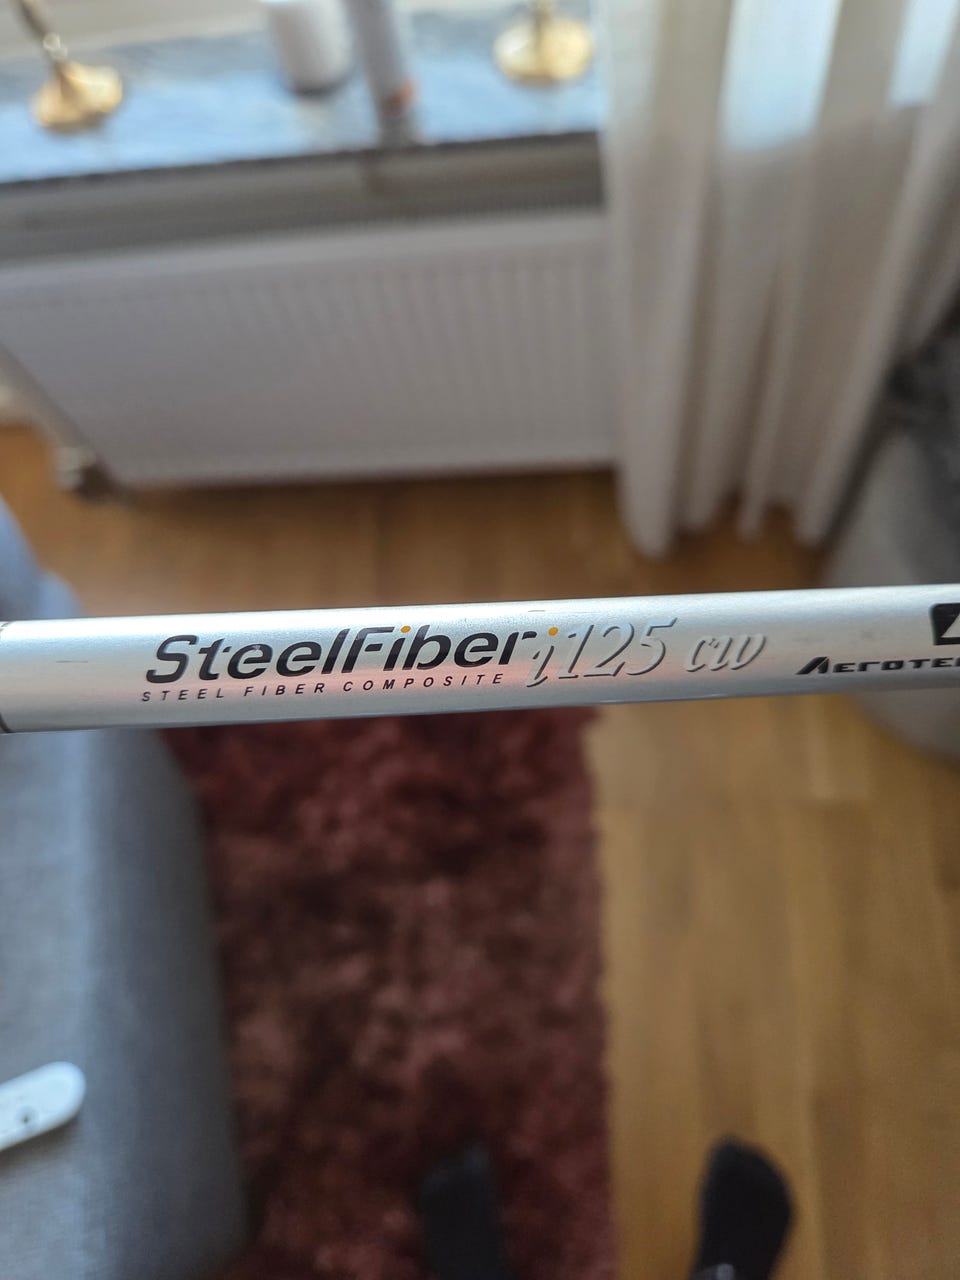 SteelFiber i125 cw
STEEL FIBER COMPOSITE